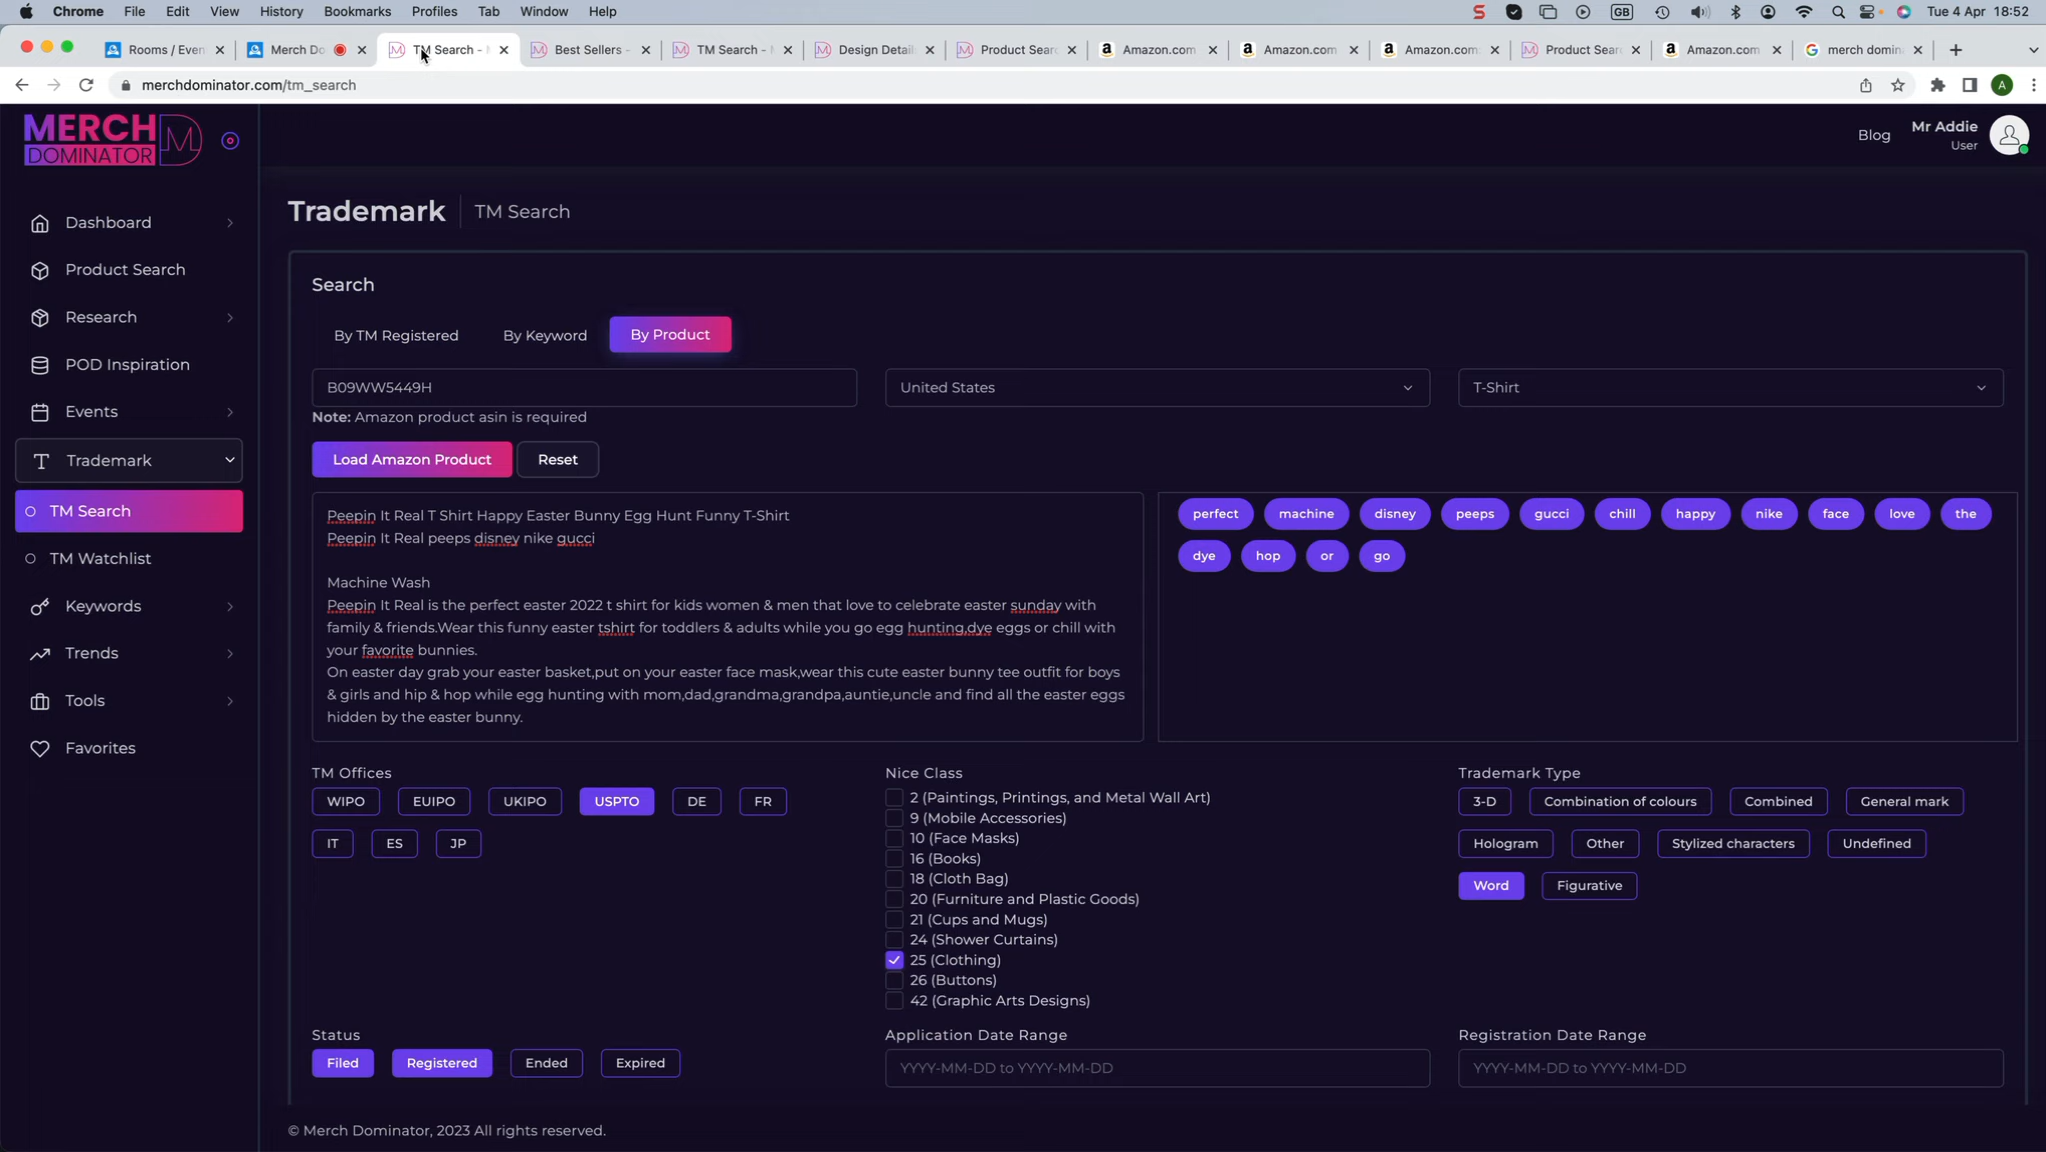 Chrome File Edit View History Bookmarks Profiles Tab Window Help GB Tue 4 Apr 18:52
Rooms / Even Merch Do TM Search - Best Sellers - TM Search - Design Detail Product Sear Amazon.com Amazon.com Amazon.com Product Sear Amazon.com merch domin
merchdominator.com/tm_search A
MERCH
DOMINATOR
Blog
Mr Addie
User
Dashboard
Product Search
Research
POD Inspiration
Events
Trademark
TM Search
TM Watchlist
Keywords
Trends
Tools
Favorites
Trademark TM Search
Search
By TM Registered By Keyword By Product
B09WW5449H United States T-Shirt
Note: Amazon product asin is required
Load Amazon Product Reset
Peepin It Real T Shirt Happy Easter Bunny Egg Hunt Funny T-Shirt
Peepin It Real peeps disney nike gucci
Machine Wash
Peepin It Real is the perfect easter 2022 t shirt for kids women & men that love to celebrate easter sunday with
family & friends.Wear this funny easter tshirt for toddlers & adults while you go egg hunting,dye eggs or chill with
your favorite bunnies.
On easter day grab your easter basket,put on your easter face mask,wear this cute easter bunny tee outfit for boys
& girls and hip & hop while egg hunting with mom,dad,grandma,grandpa,auntie,uncle and find all the easter eggs
hidden by the easter bunny.
perfect machine disney peeps gucci chill happy nike face love the
dye hop or go
TM Offices
WIPO EUIPO UKIPO USPTO DE FR
IT ES JP
Nice Class
2 (Paintings, Printings, and Metal Wall Art)
9 (Mobile Accessories)
10 (Face Masks)
16 (Books)
18 (Cloth Bag)
20 (Furniture and Plastic Goods)
21 (Cups and Mugs)
24 (Shower Curtains)
25 (Clothing)
26 (Buttons)
42 (Graphic Arts Designs)
Trademark Type
3-D Combination of colours Combined General mark
Hologram Other Stylized characters Undefined
Word Figurative
Status
Filed Registered Ended Expired
Application Date Range
YYYY-MM-DD to YYYY-MM-DD
Registration Date Range
YYYY-MM-DD to YYYY-MM-DD
© Merch Dominator, 2023 All rights reserved.